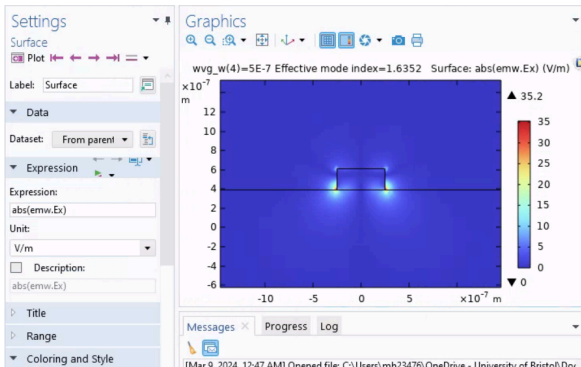 Settings
Surface
Plot
Label: Surface
Data
Dataset: From parent
Expression
Expression:
abs(emw.Ex)
Unit:
V/m
Description:
abs(emw.Ex)
Title
Range
Coloring and Style
Graphics
wvg_w(4)=5E-7 Effective mode index=1.6352 Surface: abs(emw.Ex) (V/m)
×10⁻⁷
m
12
10
8
6
4
2
0
-2
-4
-6
-10 -5 0 5 ×10⁻⁷ m
▲ 35.2
35
30
25
20
15
10
5
0
▼ 0
Messages × Progress Log
[Mar 9, 2024, 12:47 AM] Opened file: C:\Users\mb23476\OneDrive - University of Bristol\Doc